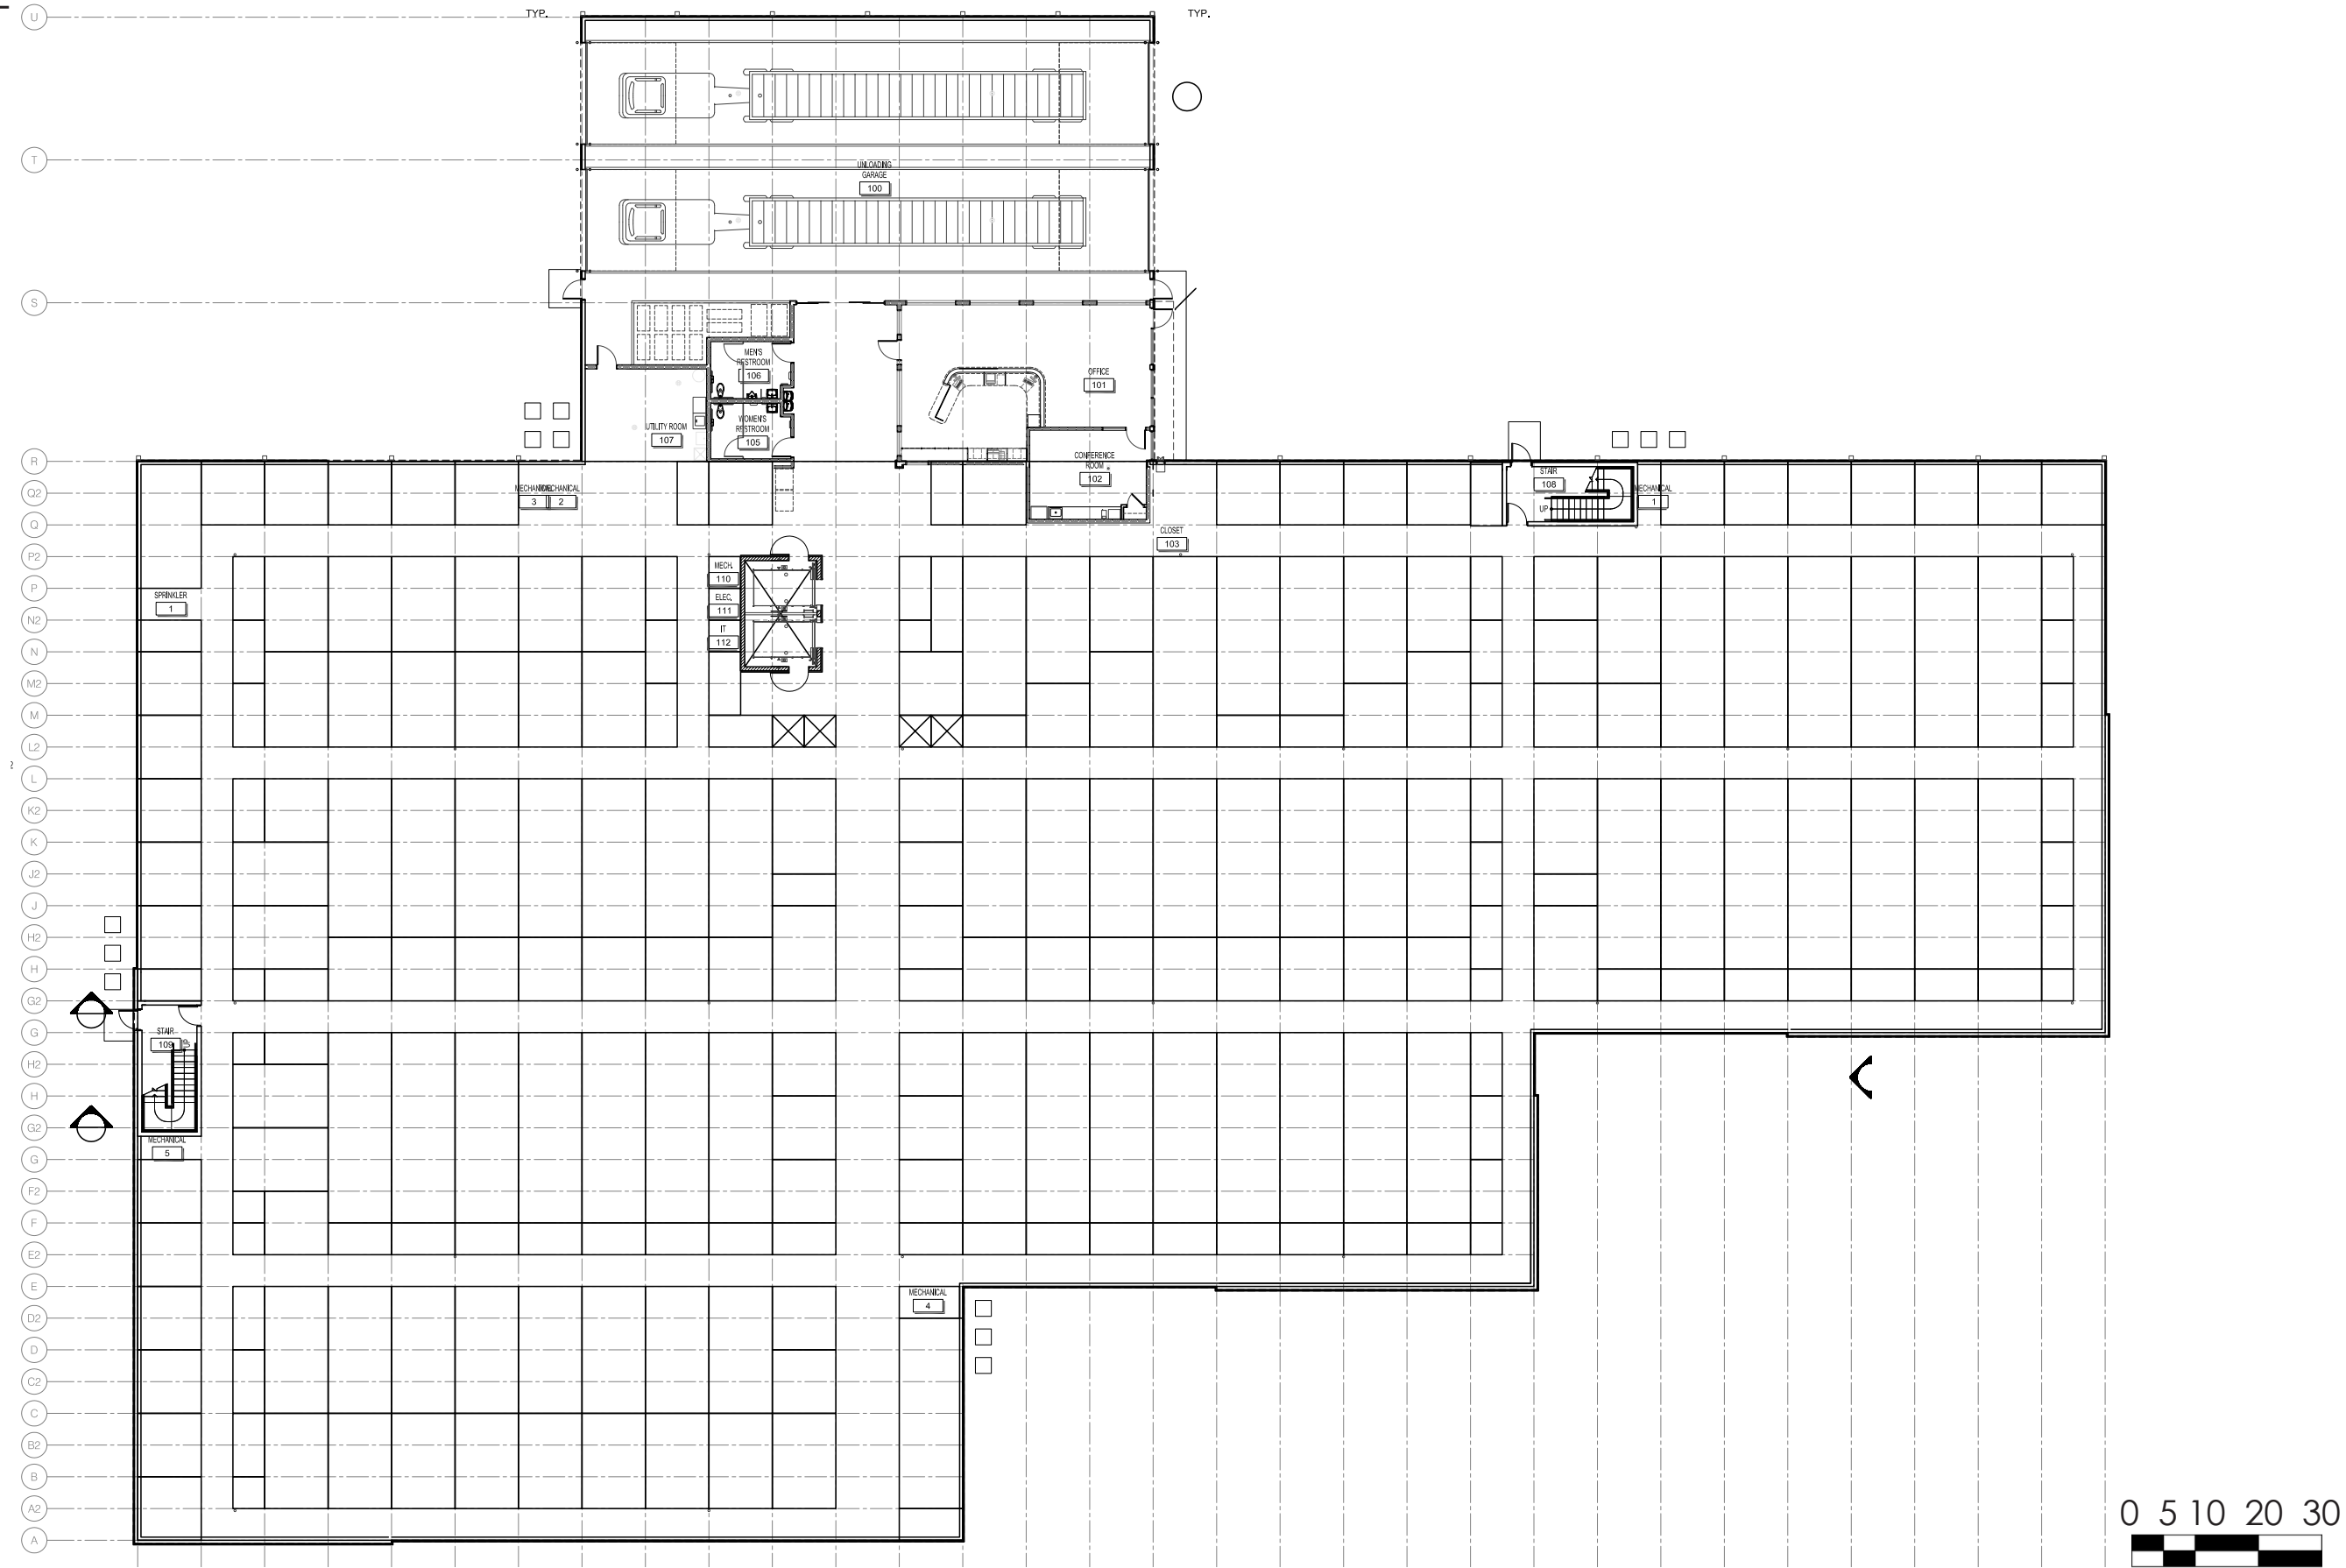 U
TYP.
TYP.
T
UNLOADING
GARAGE
100
S
MEN'S
RESTROOM
106
OFFICE
101
WOMEN'S
RESTROOM
105
UTILITY ROOM
107
R
CONFERENCE
ROOM
102
STAIR
108
UP
MECHANICAL
1
Q2
MECHANICAL
3
MECHANICAL
2
Q
CLOSET
103
P2
MECH.
110
P
SPRINKLER
1
ELEC.
111
N2
IT
112
N
M2
M
L2
L
K2
K
J2
J
H2
H
G2
G
STAIR
109
UP
H2
H
G2
MECHANICAL
5
G
F2
F
E2
E
MECHANICAL
4
D2
D
C2
C
B2
B
A2
A
0 5 10 20 30